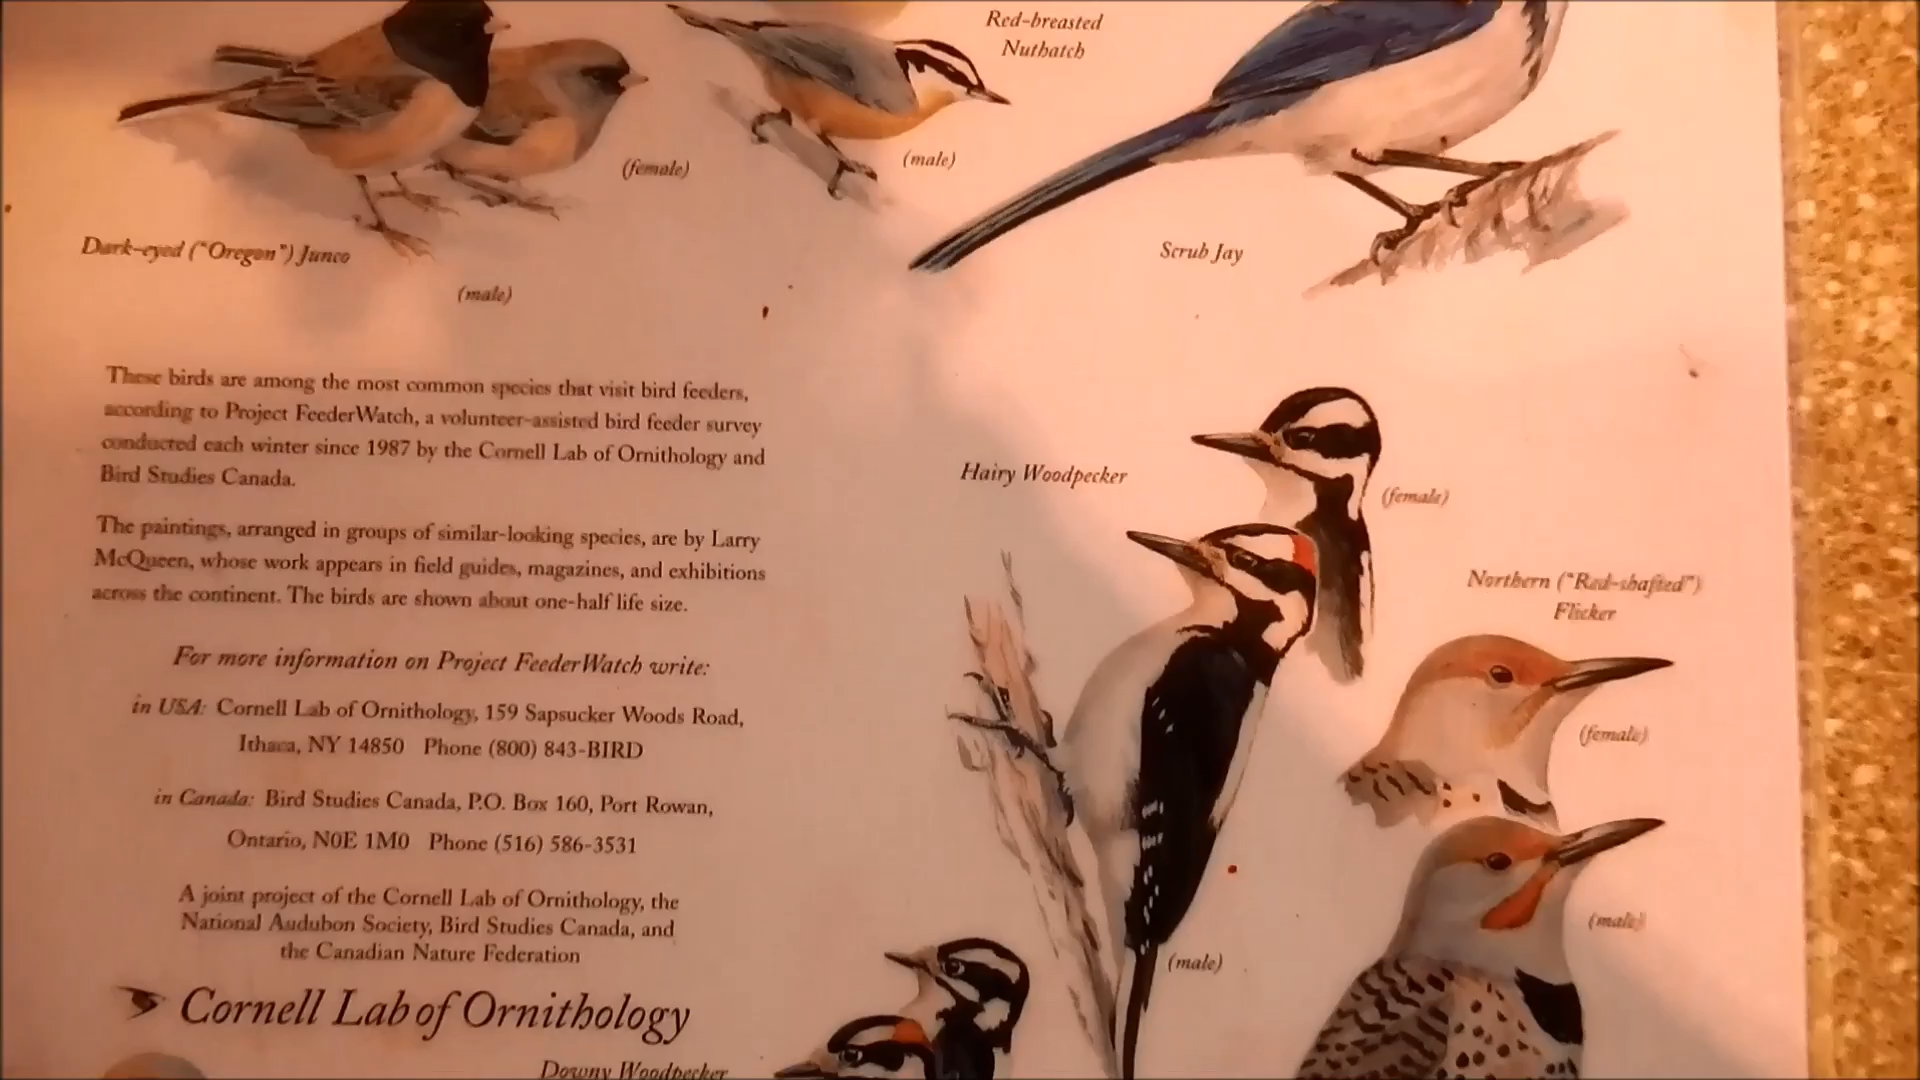 Red-breasted
Nuthatch
(female)
(male)
Dark-eyed ("Oregon") Junco
(male)
Scrub Jay
These birds are among the most common species that visit bird feeders,
according to Project FeederWatch, a volunteer-assisted bird feeder survey
conducted each winter since 1987 by the Cornell Lab of Ornithology and
Bird Studies Canada.
The paintings, arranged in groups of similar-looking species, are by Larry
McQueen, whose work appears in field guides, magazines, and exhibitions
across the continent. The birds are shown about one-half life size.
For more information on Project FeederWatch write:
in USA: Cornell Lab of Ornithology, 159 Sapsucker Woods Road,
Ithaca, NY 14850 Phone (800) 843-BIRD
in Canada: Bird Studies Canada, P.O. Box 160, Port Rowan,
Ontario, N0E 1M0 Phone (516) 586-3531
A joint project of the Cornell Lab of Ornithology, the
National Audubon Society, Bird Studies Canada, and
the Canadian Nature Federation
Cornell Lab of Ornithology
Hairy Woodpecker
(female)
Northern ("Red-shafted")
Flicker
(female)
(male)
(male)
Downy Woodpecker